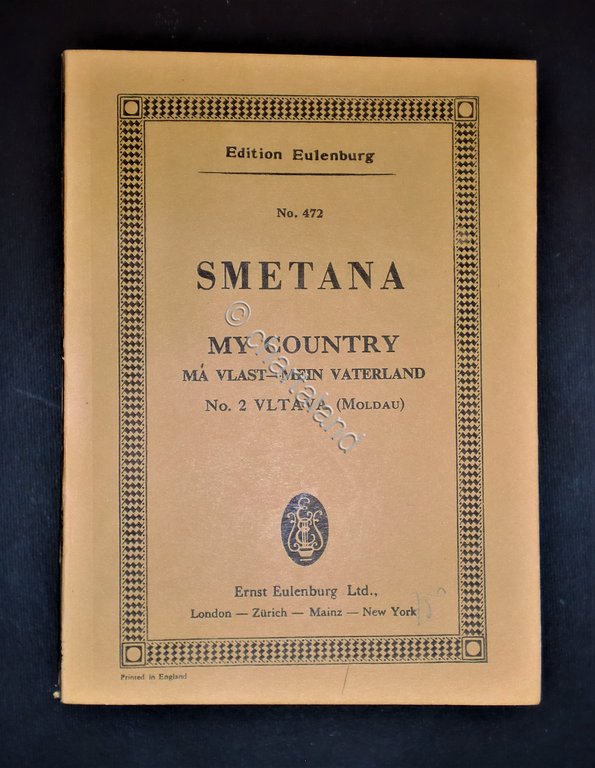 Edition Eulenburg
No. 472
SMETANA
MY COUNTRY
MÁ VLAST—MEIN VATERLAND
No. 2 VLTAVA (MOLDAU)
© chartaland
Ernst Eulenburg Ltd.,
London — Zürich — Mainz — New York
Printed in England